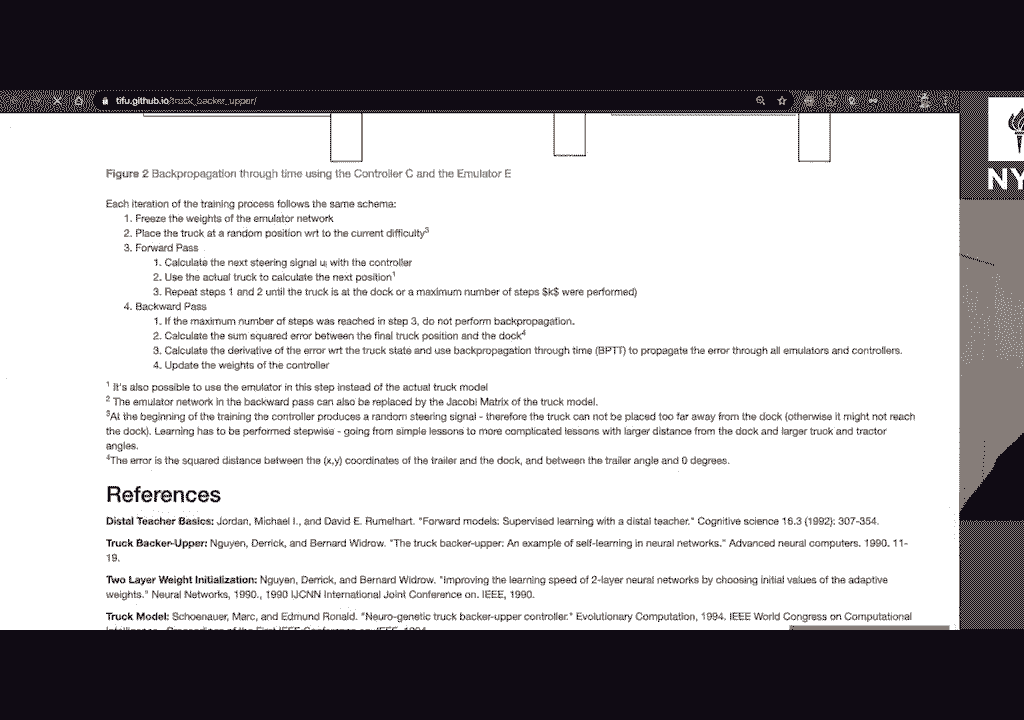 tifu.github.io/truck_backer_upper/
NY
Figure 2 Backpropagation through time using the Controller C and the Emulator E
Each iteration of the training process follows the same schema:
1. Freeze the weights of the emulator network
2. Place the truck at a random position wrt to the current difficulty³
3. Forward Pass
1. Calculate the next steering signal uᵢ with the controller
2. Use the actual truck to calculate the next position¹
3. Repeat steps 1 and 2 until the truck is at the dock or a maximum number of steps $k$ were performed)
4. Backward Pass
1. If the maximum number of steps was reached in step 3, do not perform backpropagation.
2. Calculate the sum squared error between the final truck position and the dock⁴
3. Calculate the derivative of the error wrt the truck state and use backpropagation through time (BPTT) to propagate the error through all emulators and controllers.
4. Update the weights of the controller
¹ It's also possible to use the emulator in this step instead of the actual truck model
² The emulator network in the backward pass can also be replaced by the Jacobi Matrix of the truck model.
³At the beginning of the training the controller produces a random steering signal - therefore the truck can not be placed too far away from the dock (otherwise it might not reach
the dock). Learning has to be performed stepwise - going from simple lessons to more complicated lessons with larger distance from the dock and larger truck and tractor
angles.
⁴The error is the squared distance between the (x,y) coordinates of the trailer and the dock, and between the trailer angle and 0 degrees.
References
Distal Teacher Basics: Jordan, Michael I., and David E. Rumelhart. "Forward models: Supervised learning with a distal teacher." Cognitive science 16.3 (1992): 307-354.
Truck Backer-Upper: Nguyen, Derrick, and Bernard Widrow. "The truck backer-upper: An example of self-learning in neural networks." Advanced neural computers. 1990. 11-
19.
Two Layer Weight Initialization: Nguyen, Derrick, and Bernard Widrow. "Improving the learning speed of 2-layer neural networks by choosing initial values of the adaptive
weights." Neural Networks, 1990., 1990 IJCNN International Joint Conference on. IEEE, 1990.
Truck Model: Schoenauer, Marc, and Edmund Ronald. "Neuro-genetic truck backer-upper controller." Evolutionary Computation, 1994. IEEE World Congress on Computational